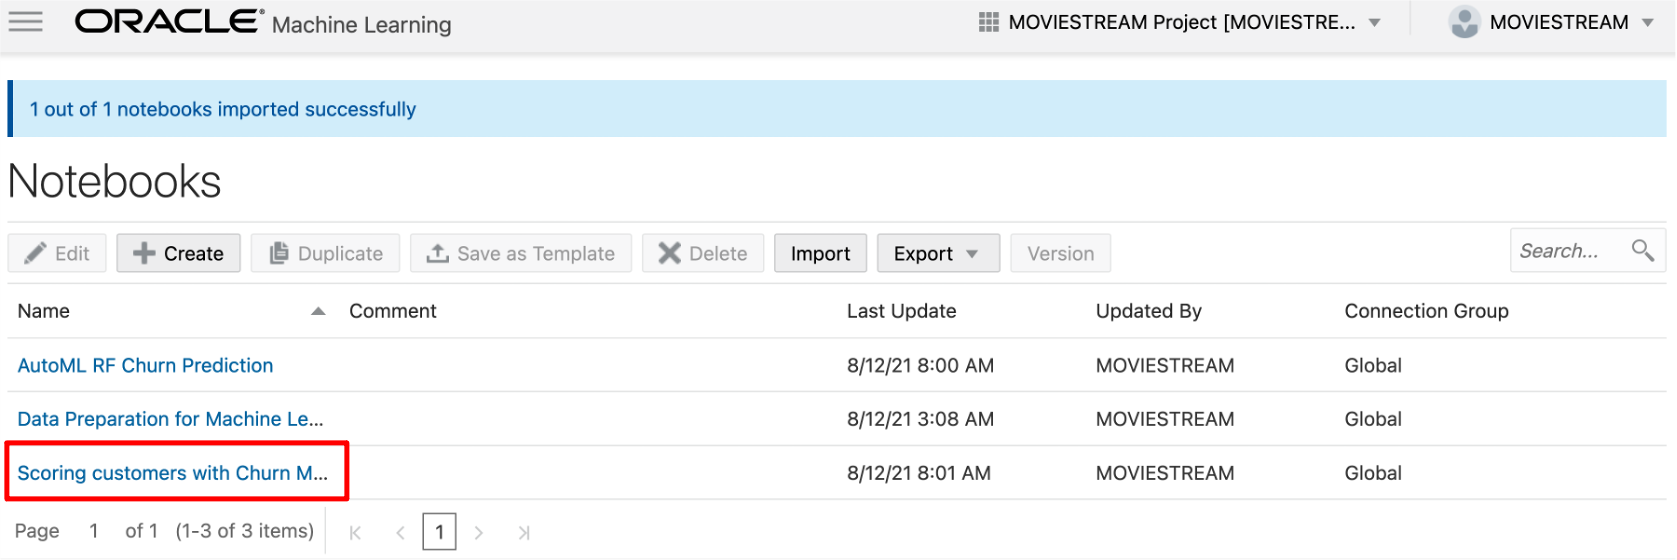 ORACLE® Machine Learning MOVIESTREAM Project [MOVIESTRE... MOVIESTREAM
1 out of 1 notebooks imported successfully
Notebooks
Edit Create Duplicate Save as Template Delete Import Export Version Search...
Name Comment Last Update Updated By Connection Group
AutoML RF Churn Prediction 8/12/21 8:00 AM MOVIESTREAM Global
Data Preparation for Machine Le... 8/12/21 3:08 AM MOVIESTREAM Global
Scoring customers with Churn M... 8/12/21 8:01 AM MOVIESTREAM Global
Page 1 of 1 (1-3 of 3 items) 1